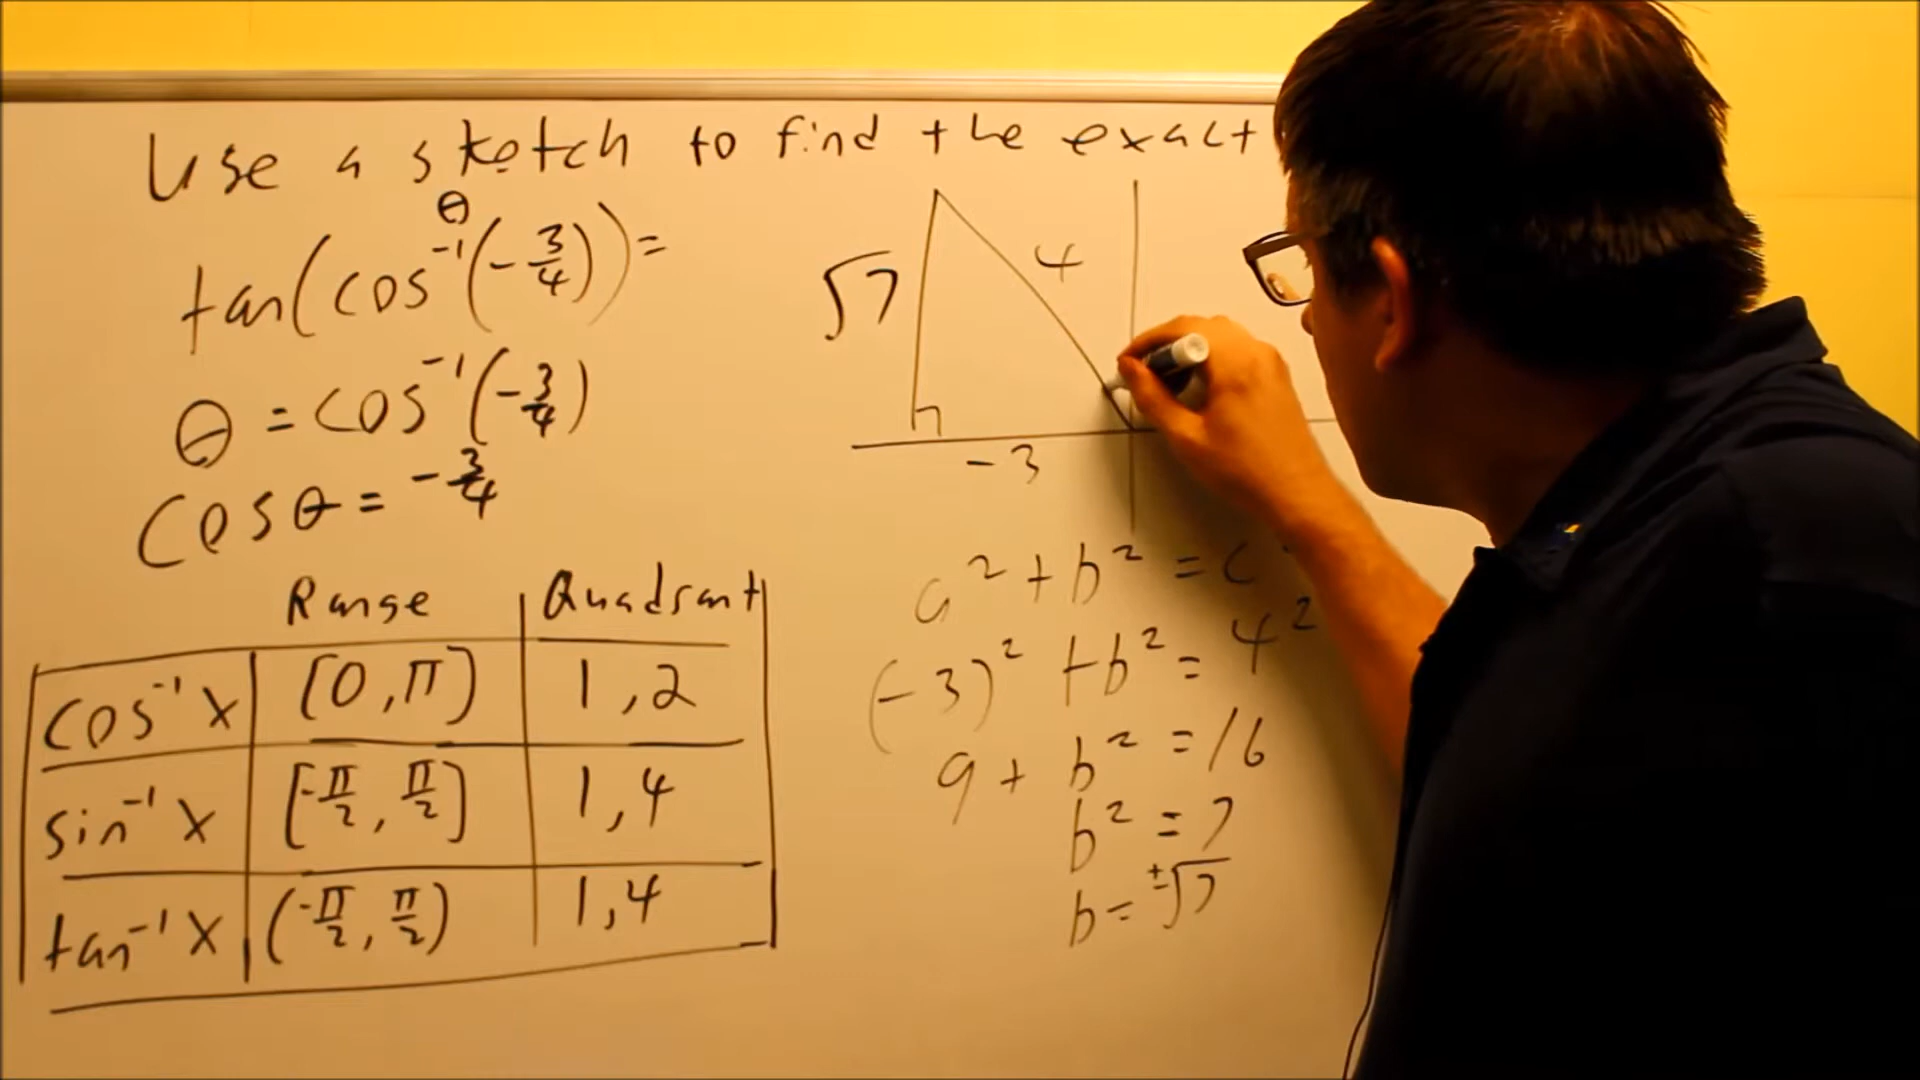 Use a sketch to find the exact
θ
tan(cos⁻¹(-3/4))=
θ = cos⁻¹(-3/4)
cosθ = -3/4
Range Quadrant
cos⁻¹x [0,π] 1,2
sin⁻¹x [-π/2, π/2] 1,4
tan⁻¹x (-π/2, π/2) 1,4
√7 4
-3
a² + b² = c²
(-3)² + b² = 4²
9 + b² = 16
b² = 7
b = ±√7